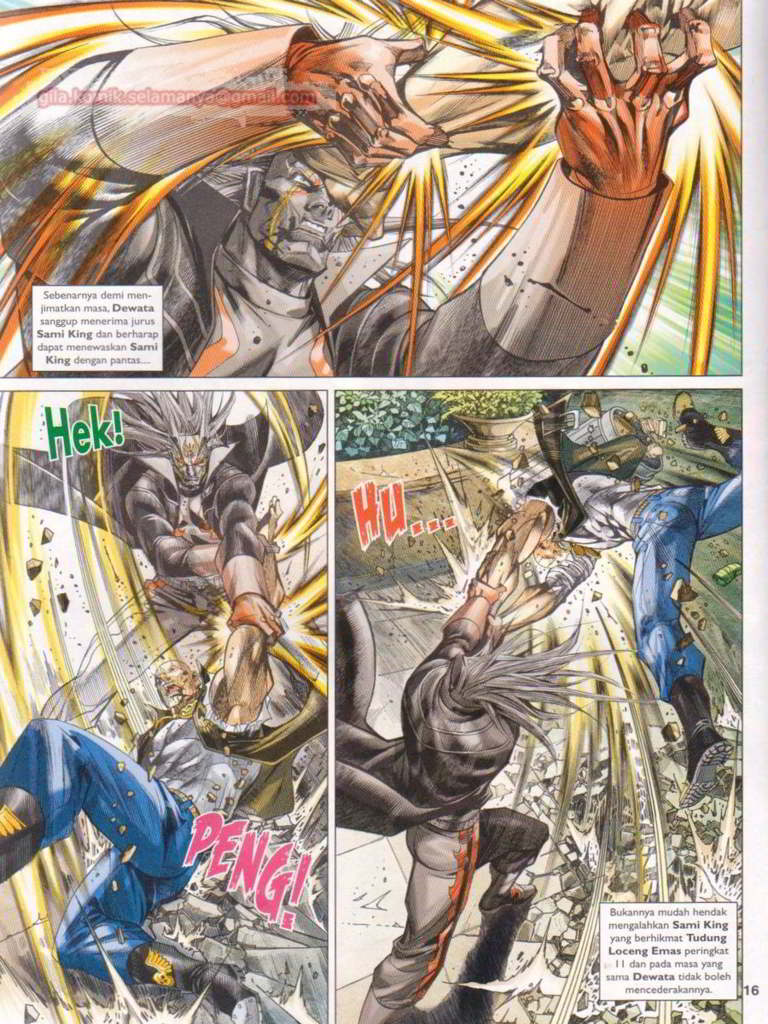 gila.komik.selamanya@gmail.com
Sebenarnya demi men-
jimatkan masa, Dewata
sanggup menerima jurus
Sami King dan berharap
dapat menewaskan Sami
King dengan pantas....
Hek!
HU...
PENG!
Bukannya mudah hendak
mengalahkan Sami King
yang berhikmat Tudung
Loceng Emas peringkat
11 dan pada masa yang
sama Dewata tidak boleh
mencederakannya.
16